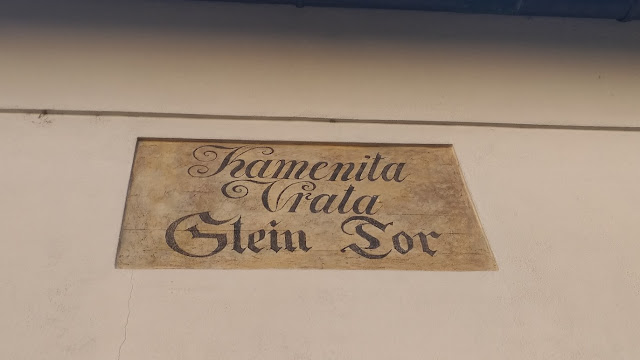 Kamenita
Vrata
Stein Tor